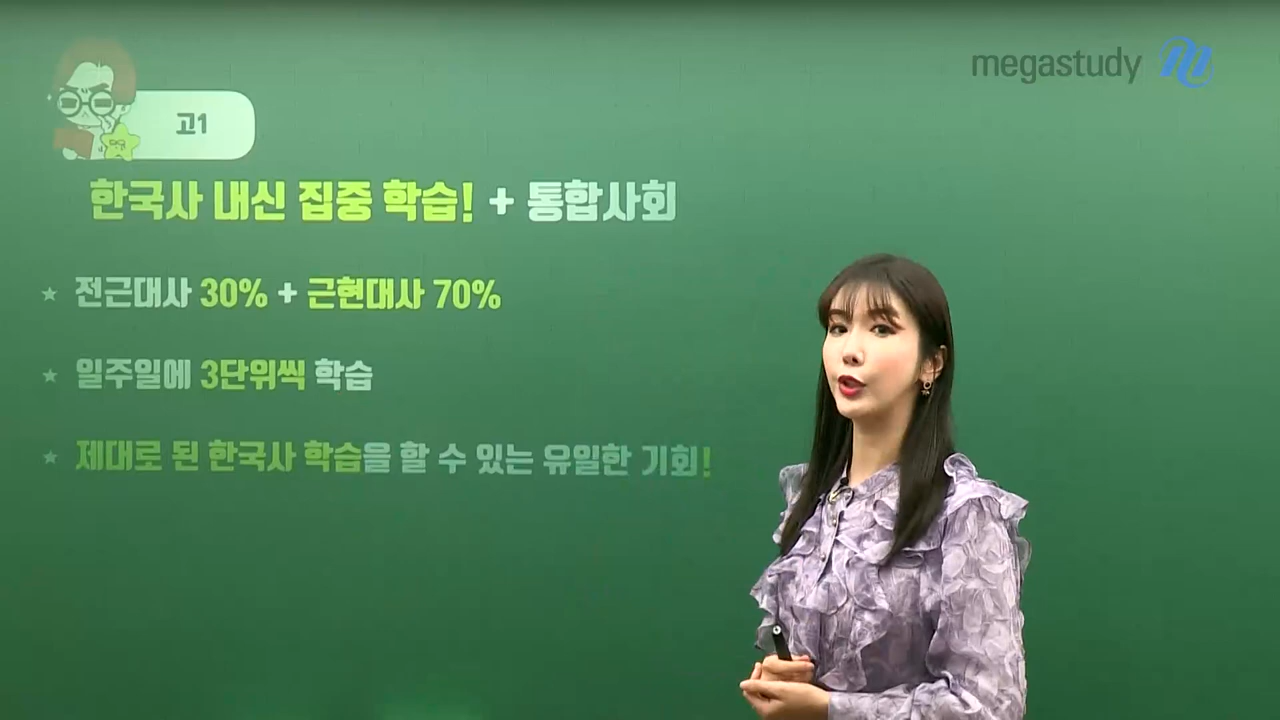 megastudy
고1
한국사 내신 집중 학습! + 통합사회
전근대사 30% + 근현대사 70%
일주일에 3단위씩 학습
제대로 된 한국사 학습을 할 수 있는 유일한 기회!